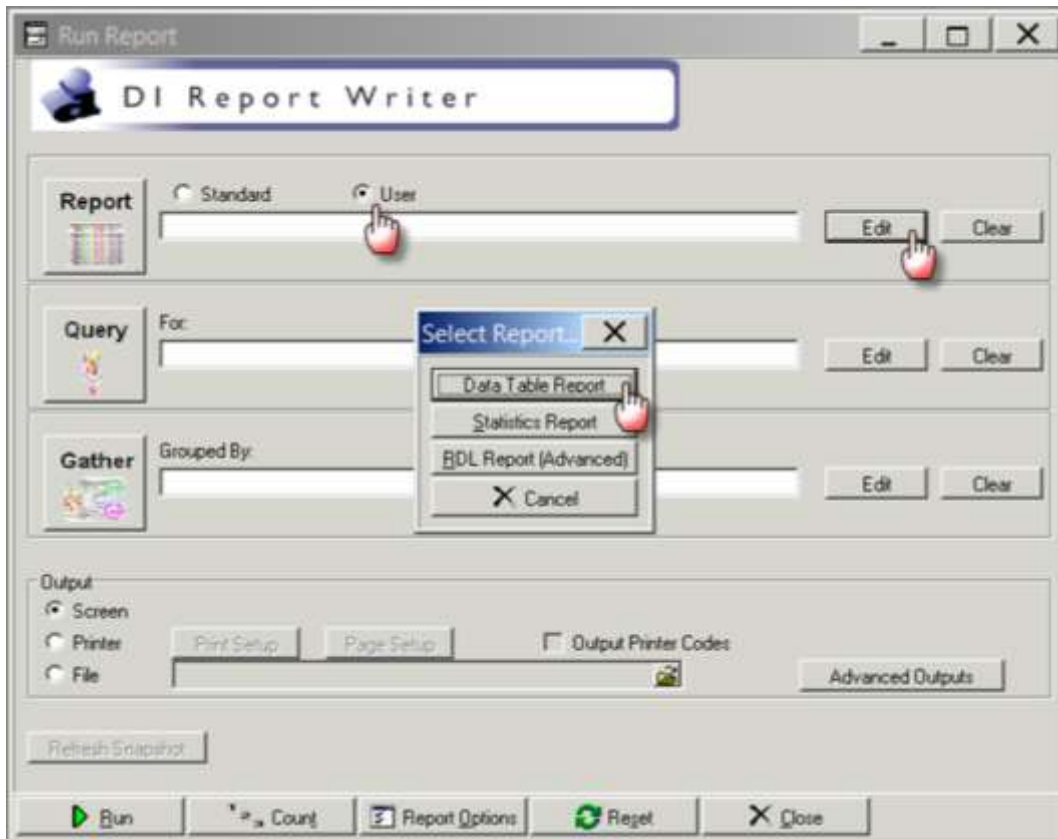 Run Report
DI Report Writer
Report
Standard
User
Edit
Clear
Query
For:
Edit
Clear
Select Report...
Data Table Report
Statistics Report
RDL Report (Advanced)
Cancel
Gather
Grouped By:
Edit
Clear
Output
Screen
Printer
Print Setup
Page Setup
Output Printer Codes
File
Advanced Outputs
Refresh Snapshot
Run
Count
Report Options
Reset
Close